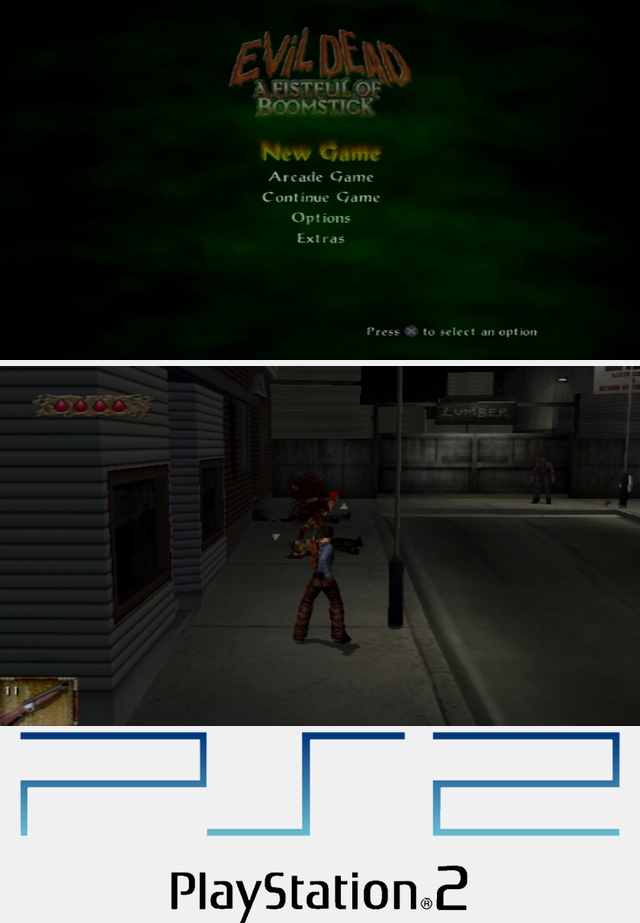 EVIL DEAD
A FISTFUL OF
BOOMSTICK
New Game
Arcade Game
Continue Game
Options
Extras
Press ⓧ to select an option
LUMBER
11
PS2
PlayStation®2